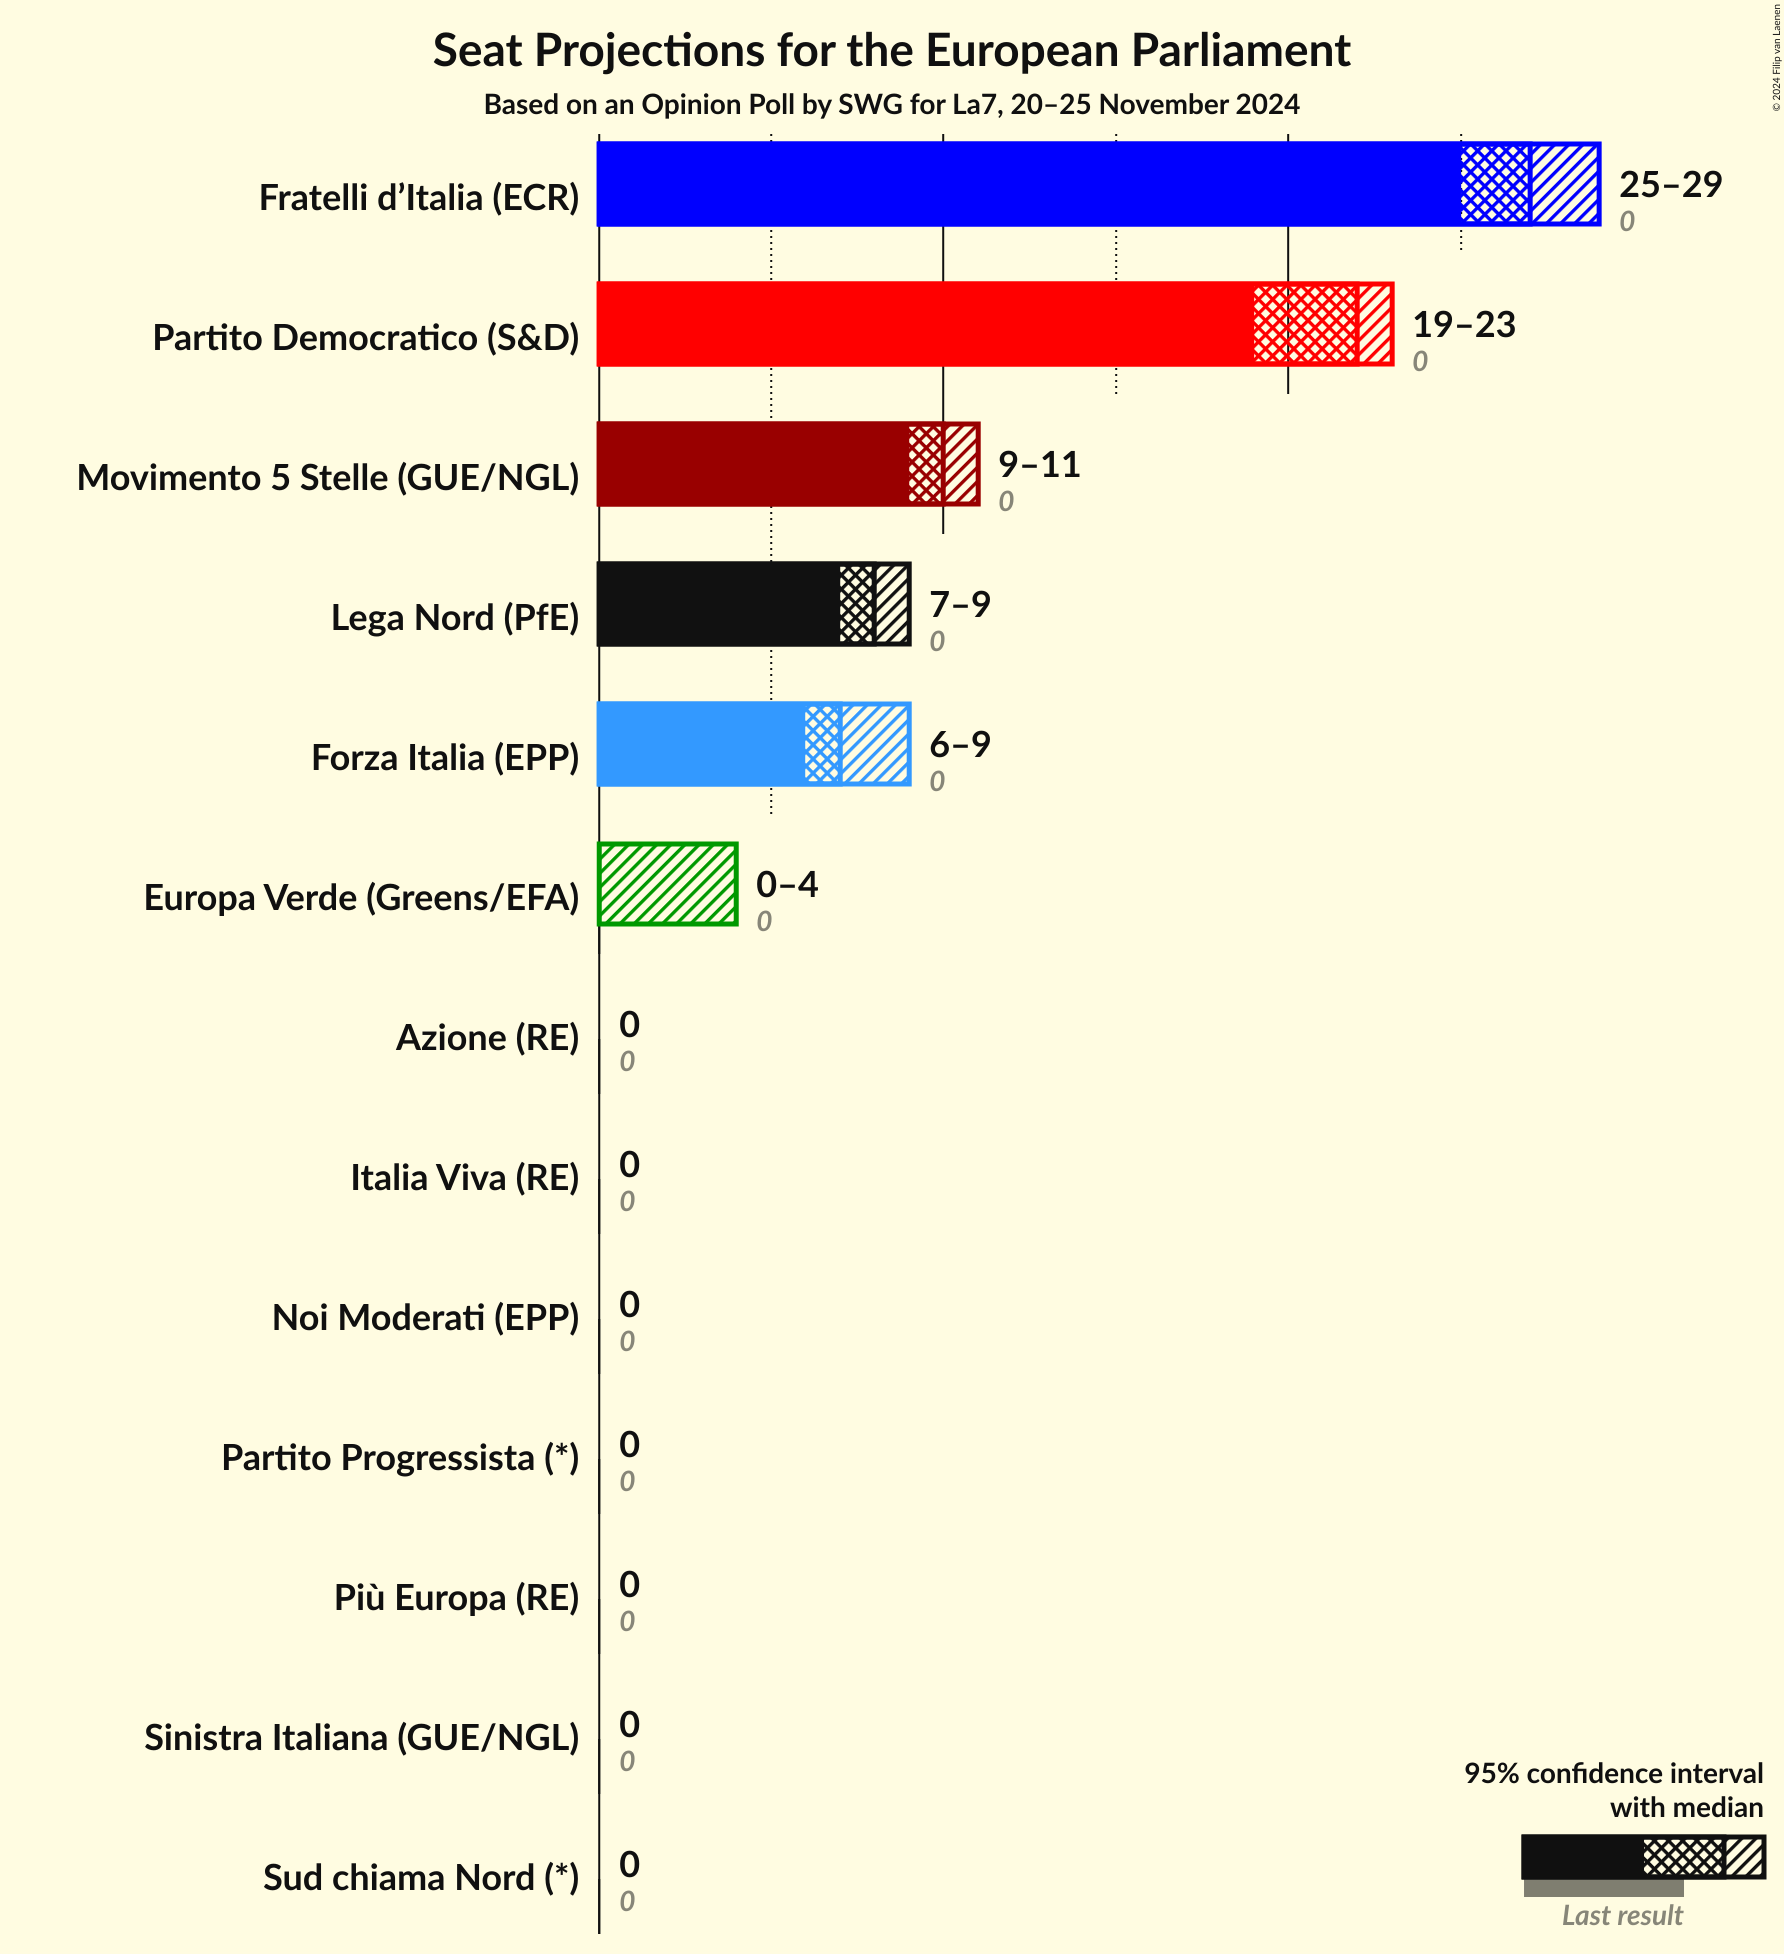 Seat Projections for the European Parliament
Based on an Opinion Poll by SWG for La7, 20–25 November 2024
© 2024 Filip van Laenen
Fratelli d’Italia (ECR)
25–29
0
Partito Democratico (S&D)
19–23
0
Movimento 5 Stelle (GUE/NGL)
9–11
0
Lega Nord (PfE)
7–9
0
Forza Italia (EPP)
6–9
0
Europa Verde (Greens/EFA)
0–4
0
Azione (RE)
0
0
Italia Viva (RE)
0
0
Noi Moderati (EPP)
0
0
Partito Progressista (*)
0
0
Più Europa (RE)
0
0
Sinistra Italiana (GUE/NGL)
0
0
Sud chiama Nord (*)
0
0
95% confidence interval
with median
Last result